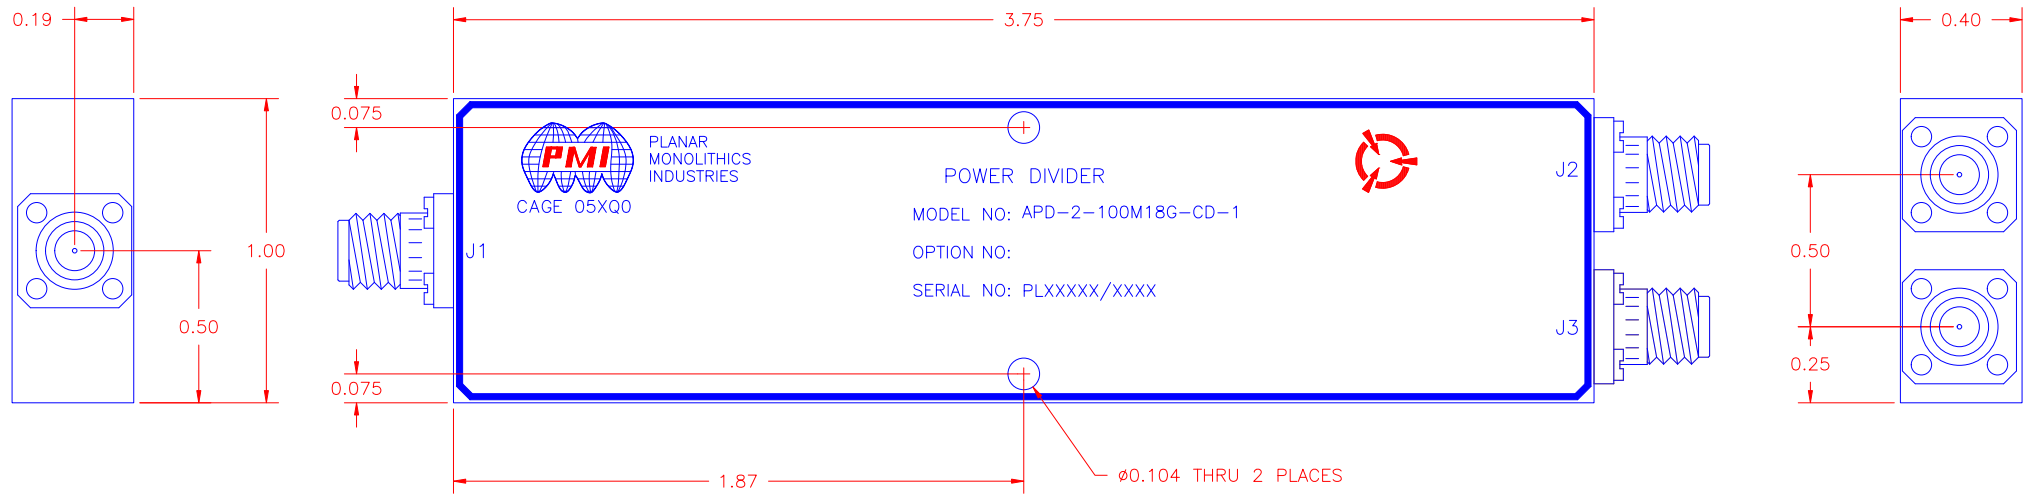 0.19
3.75
0.40
0.075
PMI
PLANAR
MONOLITHICS
INDUSTRIES
CAGE 05XQ0
POWER DIVIDER
MODEL NO: APD-2-100M18G-CD-1
OPTION NO:
SERIAL NO: PLXXXXX/XXXX
J1
J2
J3
1.00
0.50
0.075
0.50
0.25
1.87
ø0.104 THRU 2 PLACES